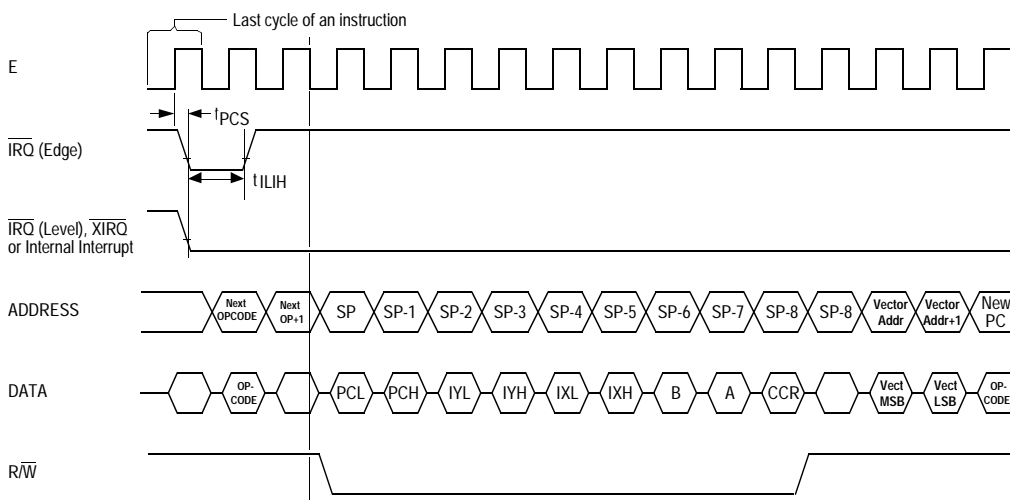 Last cycle of an instruction
E
tPCS
IRQ (Edge)
tILIH
IRQ (Level), XIRQ
or Internal Interrupt
ADDRESS
Next OPCODE
Next OP+1
SP
SP-1
SP-2
SP-3
SP-4
SP-5
SP-6
SP-7
SP-8
SP-8
Vector Addr
Vector Addr+1
New PC
DATA
OP-CODE
PCL
PCH
IYL
IYH
IXL
IXH
B
A
CCR
Vect MSB
Vect LSB
OP-CODE
R/W